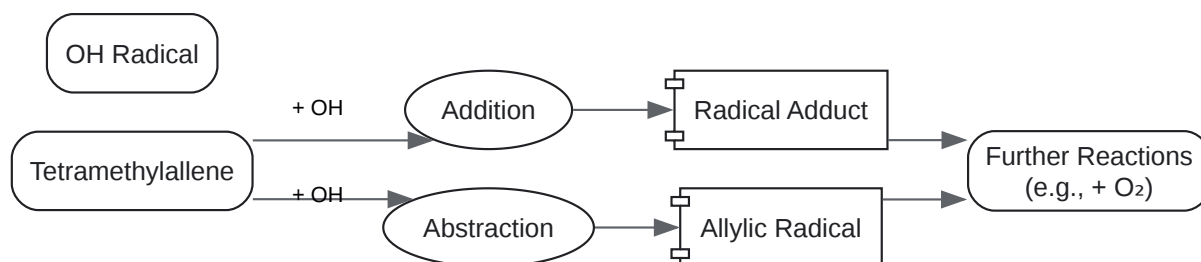 OH Radical
+ OH
Addition
Radical Adduct
Tetramethylallene
Further Reactions
(e.g., + O₂)
+ OH
Abstraction
Allylic Radical